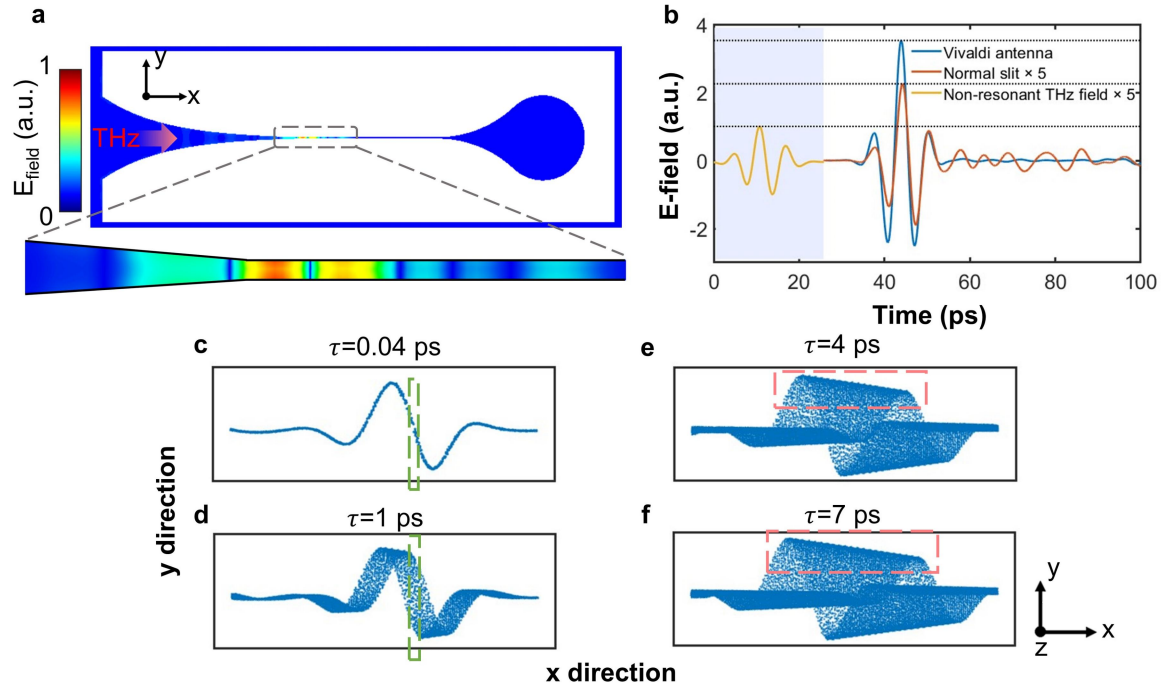 a
1
E_field (a.u.)
0
y
x
THz
b
4
2
0
-2
E-field (a.u.)
Vivaldi antenna
Normal slit × 5
Non-resonant THz field × 5
0 20 40 60 80 100
Time (ps)
c
τ=0.04 ps
e
τ=4 ps
d
τ=1 ps
f
τ=7 ps
y direction
x direction
y
x
z